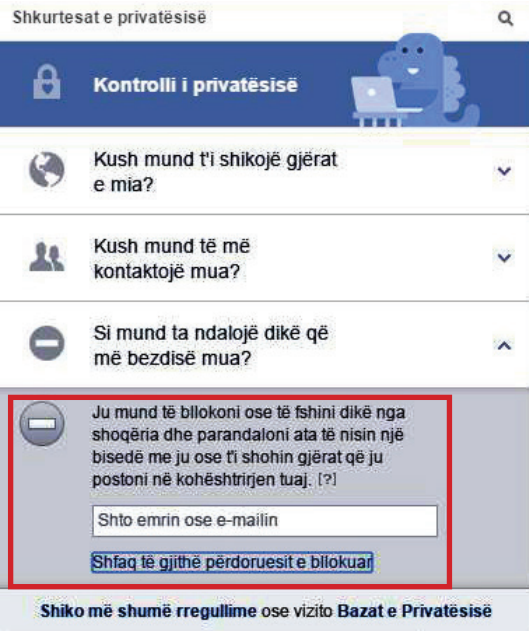 Shkurtesat e privatësisë
Kontrolli i privatësisë
Kush mund t'i shikojë gjërat
e mia?
Kush mund të më
kontaktojë mua?
Si mund ta ndalojë dikë që
më bezdisë mua?
Ju mund të bllokoni ose të fshini dikë nga
shoqëria dhe parandaloni ata të nisin një
bisedë me ju ose t'i shohin gjërat që ju
postoni në kohështrirjen tuaj. [?]
Shto emrin ose e-mailin
Shfaq të gjithë përdoruesit e bllokuar
Shiko më shumë rregullime ose vizito Bazat e Privatësisë